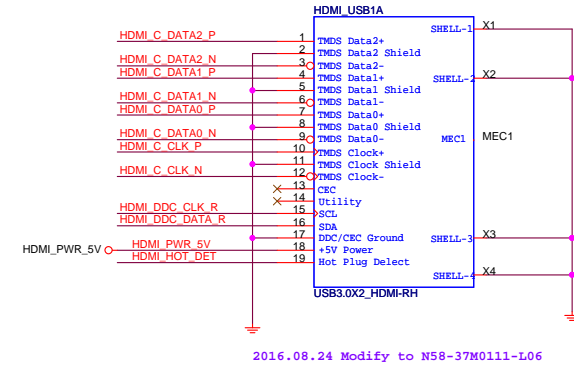 HDMI_USB1A
HDMI_C_DATA2_P 1 TMDS Data2+ SHELL-1 X1
2 TMDS Data2 Shield
HDMI_C_DATA2_N 3 TMDS Data2-
HDMI_C_DATA1_P 4 TMDS Data1+ SHELL-2 X2
5 TMDS Data1 Shield
HDMI_C_DATA1_N 6 TMDS Data1-
HDMI_C_DATA0_P 7 TMDS Data0+
8 TMDS Data0 Shield
HDMI_C_DATA0_N 9 TMDS Data0- MEC1 MEC1
HDMI_C_CLK_P 10 TMDS Clock+
11 TMDS Clock Shield
HDMI_C_CLK_N 12 TMDS Clock-
13 CEC
14 Utility
HDMI_DDC_CLK_R 15 SCL
HDMI_DDC_DATA_R 16 SDA
17 DDC/CEC Ground SHELL-3 X3
HDMI_PWR_5V HDMI_PWR_5V 18 +5V Power
HDMI_HOT_DET 19 Hot Plug Delect
SHELL-4 X4
USB3.0X2_HDMI-RH
2016.08.24 Modify to N58-37M0111-L06